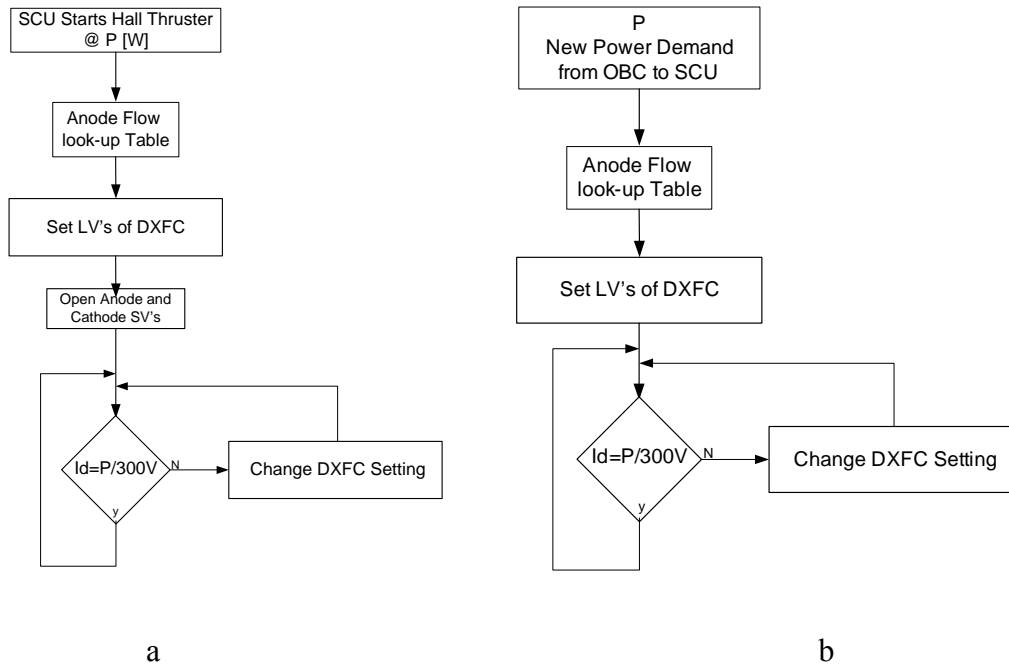 SCU Starts Hall Thruster
@ P [W]
Anode Flow
look-up Table
Set LV's of DXFC
Open Anode and
Cathode SV's
Id=P/300V
N
Change DXFC Setting
y
a
P
New Power Demand
from OBC to SCU
Anode Flow
look-up Table
Set LV's of DXFC
Id=P/300V
N
Change DXFC Setting
y
b